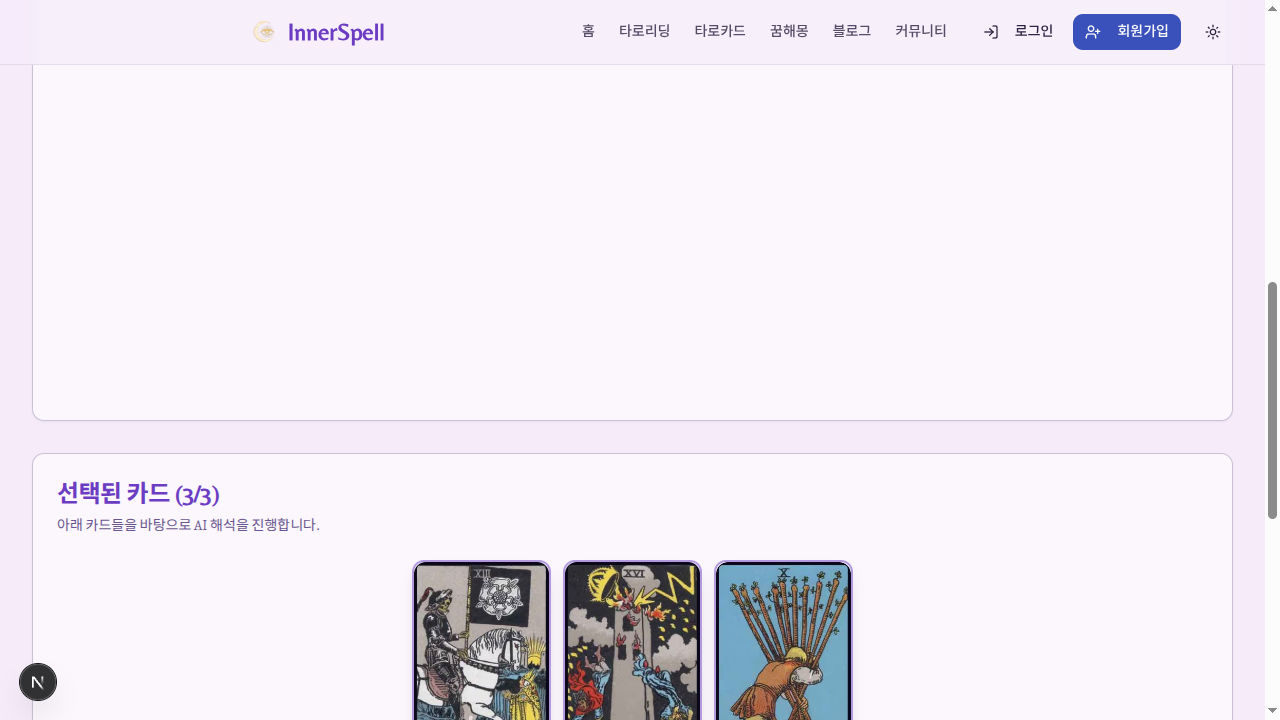 InnerSpell
홈 타로리딩 타로카드 꿈해몽 블로그 커뮤니티 로그인 회원가입
선택된 카드 (3/3)
아래 카드들을 바탕으로 AI 해석을 진행합니다.
XIII XVI X
N